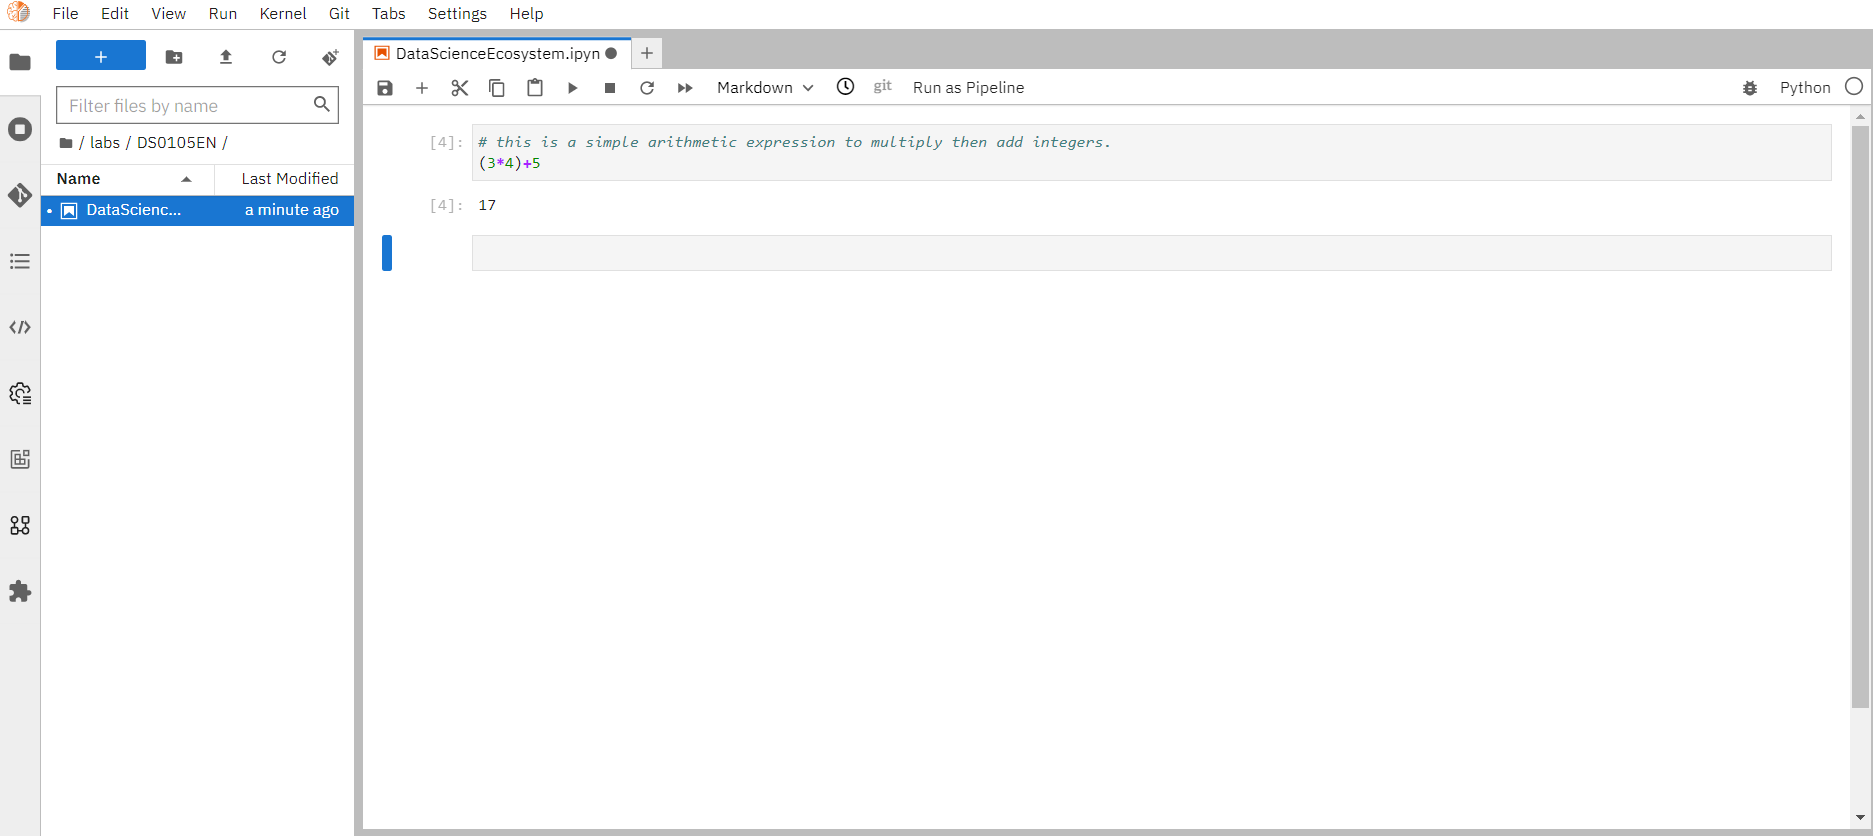 File Edit View Run Kernel Git Tabs Settings Help
+
Filter files by name
/ labs / DS0105EN /
Name Last Modified
DataScienc... a minute ago
DataScienceEcosystem.ipyn
Markdown git Run as Pipeline Python
[4]: # this is a simple arithmetic expression to multiply then add integers.
(3*4)+5
[4]: 17